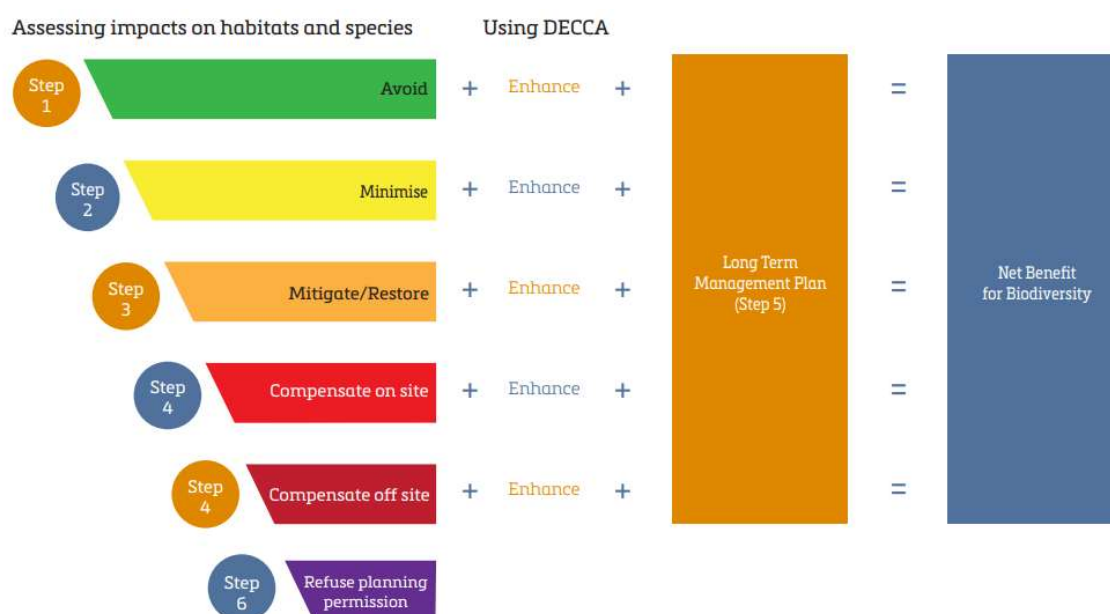 Assessing impacts on habitats and species
Using DECCA
Step
1
Avoid
+ Enhance +
=
Step
2
Minimise
+ Enhance +
=
Step
3
Mitigate/Restore
+ Enhance +
=
Step
4
Compensate on site
+ Enhance +
=
Step
4
Compensate off site
+ Enhance +
=
Step
6
Refuse planning
permission
Long Term
Management Plan
(Step 5)
Net Benefit
for Biodiversity